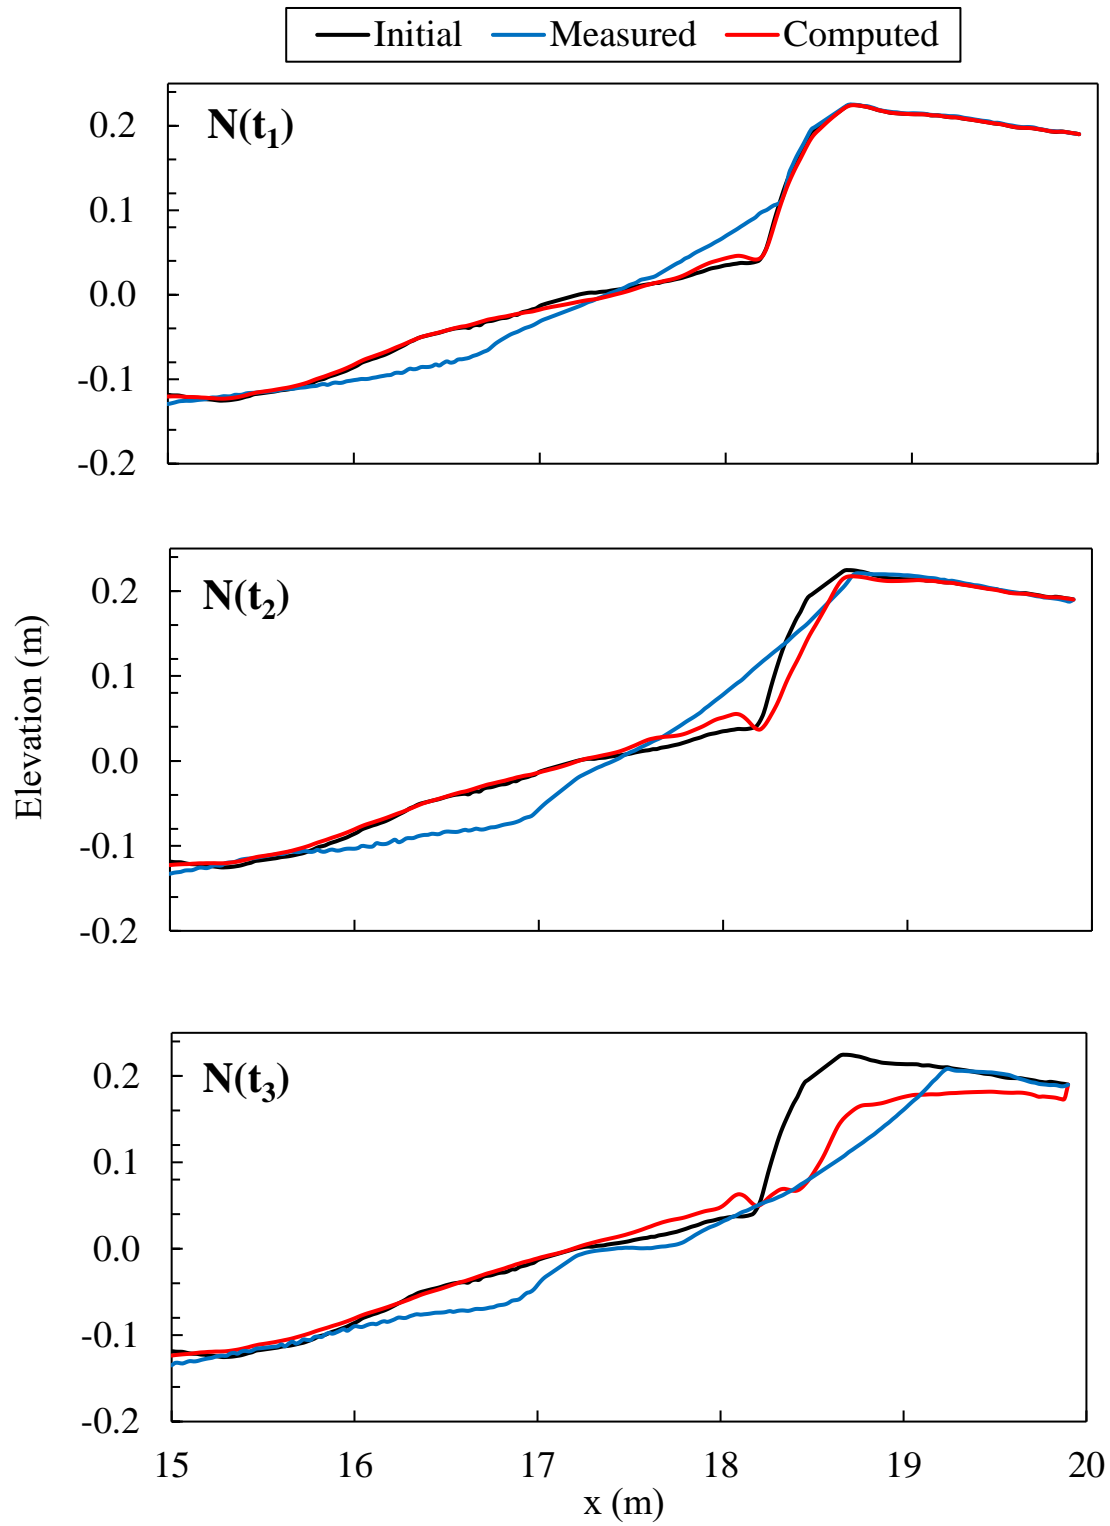 Initial Measured Computed
N(t₁)
0.2
0.1
0.0
-0.1
-0.2
N(t₂)
0.2
0.1
0.0
-0.1
-0.2
Elevation (m)
N(t₃)
0.2
0.1
0.0
-0.1
-0.2
15 16 17 18 19 20
x (m)